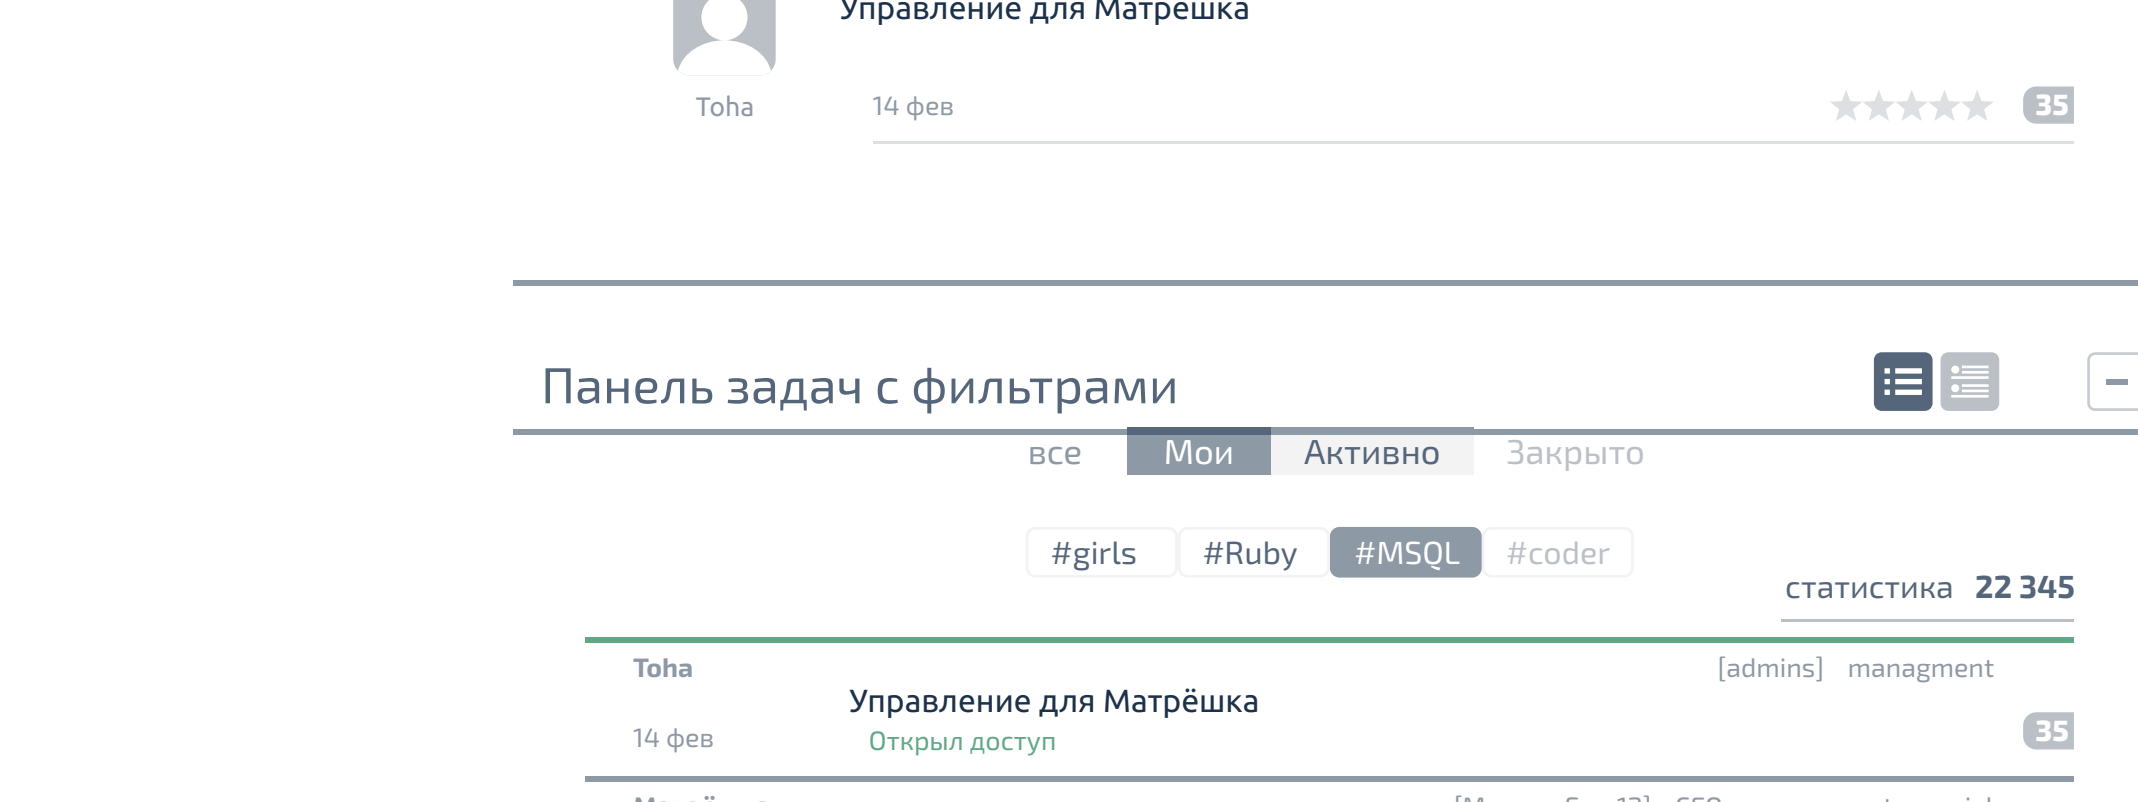 Управление для Матрёшка
Toha 14 фев 35
Панель задач с фильтрами
все Мои Активно Закрыто
#girls #Ruby #MSQL #coder
статистика 22 345
Toha [admins] managment
Управление для Матрёшка
14 фев Открыл доступ 35